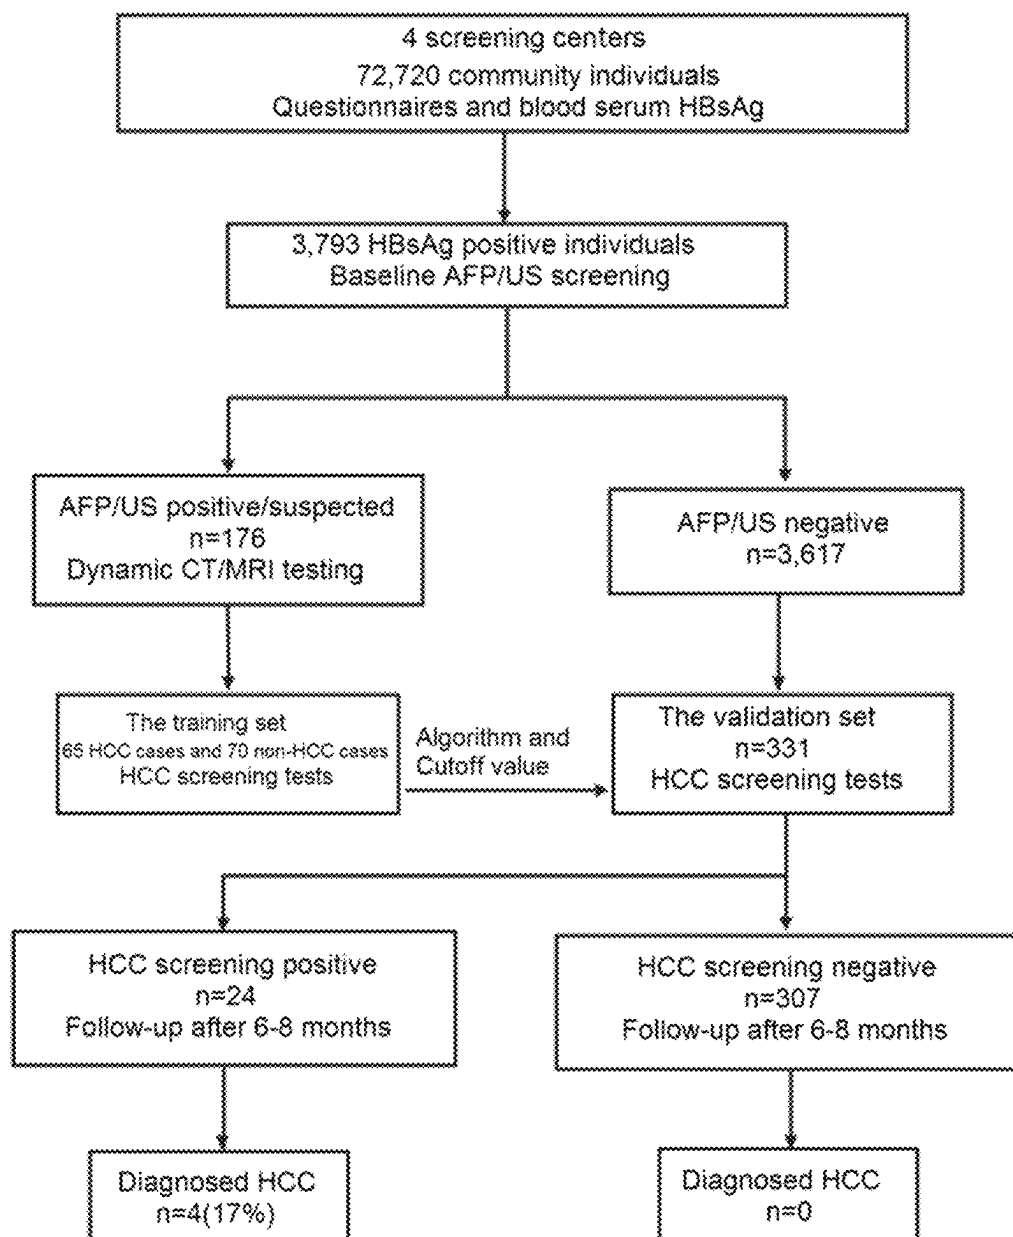 4 screening centers
72,720 community individuals
Questionnaires and blood serum HBsAg
3,793 HBsAg positive individuals
Baseline AFP/US screening
AFP/US positive/suspected
n=176
Dynamic CT/MRI testing
AFP/US negative
n=3,617
The training set
65 HCC cases and 70 non-HCC cases
HCC screening tests
Algorithm and
Cutoff value
The validation set
n=331
HCC screening tests
HCC screening positive
n=24
Follow-up after 6-8 months
HCC screening negative
n=307
Follow-up after 6-8 months
Diagnosed HCC
n=4(17%)
Diagnosed HCC
n=0